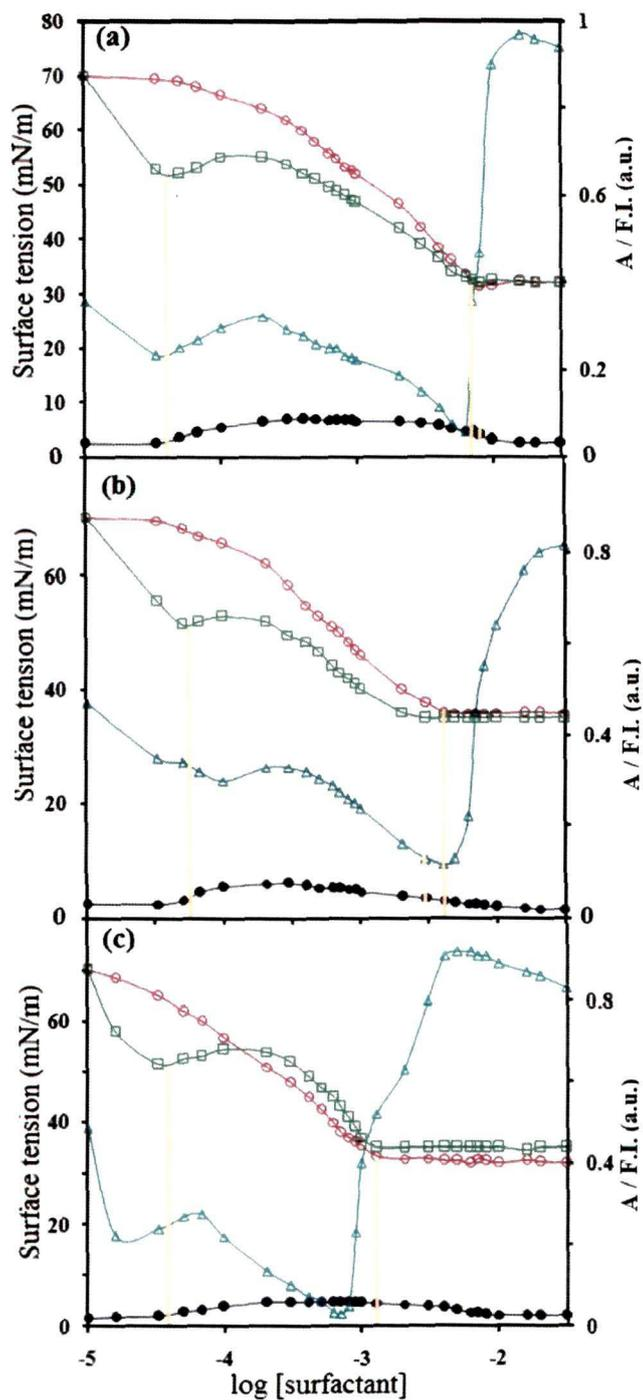 (a)
80
70
60
50
40
30
20
10
0
Surface tension (mN/m)
1
0.6
0.2
0
A / F.I. (a.u.)
(b)
60
40
20
0
Surface tension (mN/m)
0.8
0.4
0
A / F.I. (a.u.)
(c)
60
40
20
0
Surface tension (mN/m)
0.8
0.4
0
A / F.I. (a.u.)
-5 -4 -3 -2
log [surfactant]